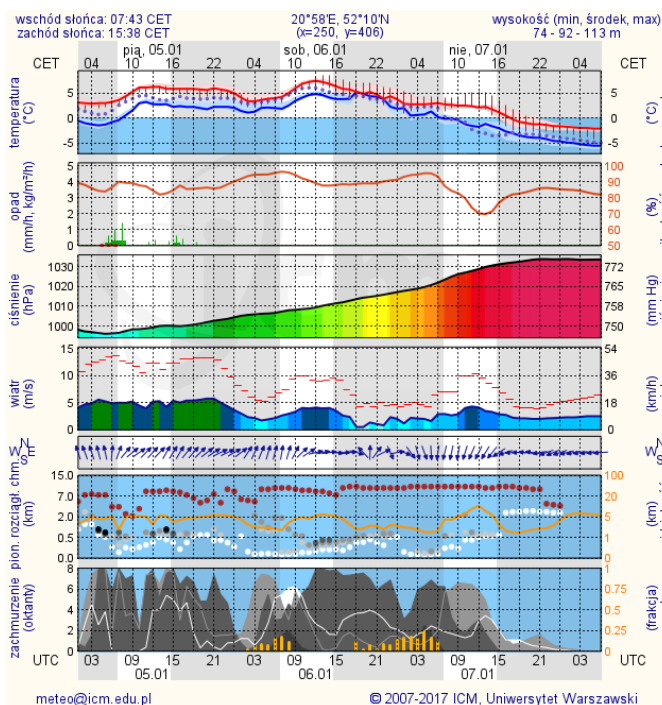 wschód słońca: 07:43 CET 20°58'E, 52°10'N wysokość (min, środek, max)
zachód słońca: 15:38 CET (x=250, y=406) 74 - 92 - 113 m
pią, 05.01 sob, 06.01 nie, 07.01
CET 04 10 16 22 04 10 16 22 04 10 16 22 04 CET
temperatura
(°C)
5
0
-5
5
0
-5
(°C)
opad
(mm/h, kg/m²/h)
5
4
3
2
1
0
100
90
80
70
60
50
(%)
ciśnienie
(hPa)
1030
1020
1010
1000
772
765
758
750
(mm Hg)
wiatr
(m/s)
15
10
5
0
54
36
18
0
(km/h)
N
W E
S
N
W
S
pion. rozciągł. chm.
(km)
15.0
7.0
2.0
0.5
0.0
100
20
5
1
0
(km)
zachmurzenie
(oktanty)
8
6
4
2
0
1
0.75
0.5
0.25
0
(frakcja)
UTC 03 09 15 21 03 09 15 21 03 09 15 21 03 UTC
05.01 06.01 07.01
meteo@icm.edu.pl © 2007-2017 ICM, Uniwersytet Warszawski